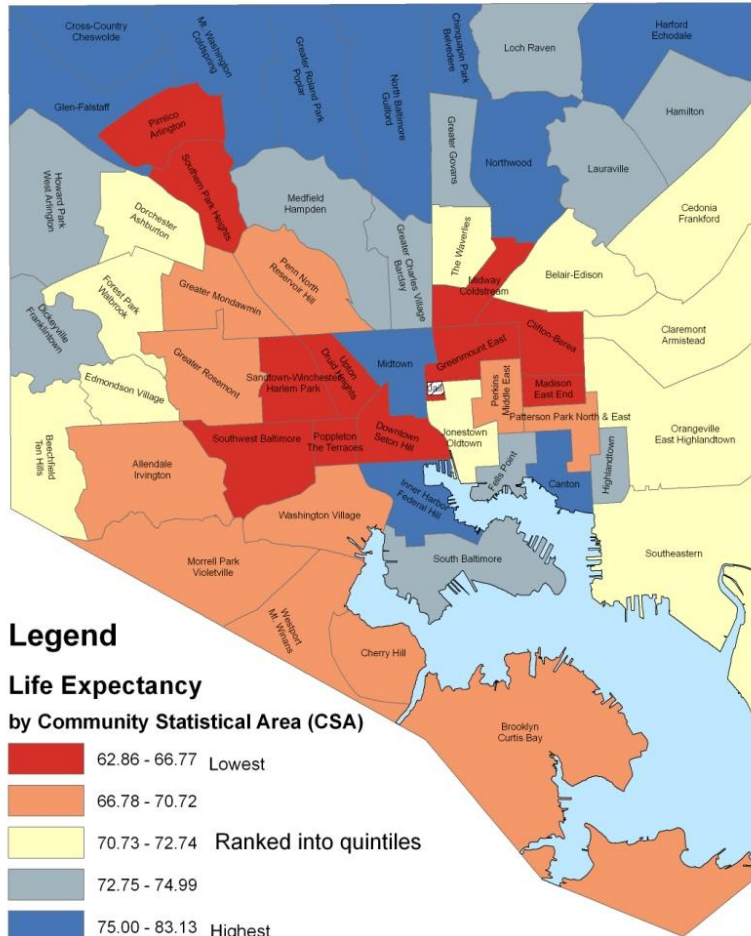 Cross-Country
Cheswolde
Mt. Washington
Coldspring
Greater Roland Park
Poplar
North Baltimore
Guilford
Chinquapin Park
Belvedere
Loch Raven
Harford
Echodale
Glen-Falstaff
Pimlico
Arlington
Southern Park Heights
Howard Park
West Arlington
Dorchester
Ashburton
Medfield
Hampden
Greater Govans
Northwood
Lauraville
Hamilton
Cedonia
Frankford
The Waverlies
Belair-Edison
Greater Charles Village
Barclay
Penn North
Reservoir Hill
Forest Park
Walbrook
Greater Mondawmin
Dickeyville
Franklintown
Midway
Coldstream
Claremont
Armistead
Clifton-Berea
Greenmount East
Midtown
Upton
Druid Heights
Sandtown-Winchester
Harlem Park
Greater Rosemont
Edmondson Village
Madison
East End
Perkins
Middle East
Patterson Park North & East
Orangeville
East Highlandtown
Beechfield
Ten Hills
Allendale
Irvington
Southwest Baltimore
Poppleton
The Terraces
Downtown
Seton Hill
Jonestown
Oldtown
Fells Point
Canton
Highlandtown
Inner Harbor
Federal Hill
Washington Village
Southeastern
South Baltimore
Morrell Park
Violetville
Westport
Mt. Winans
Cherry Hill
Brooklyn
Curtis Bay
Legend
Life Expectancy
by Community Statistical Area (CSA)
62.86 - 66.77 Lowest
66.78 - 70.72
70.73 - 72.74 Ranked into quintiles
72.75 - 74.99
75.00 - 83.13 Highest